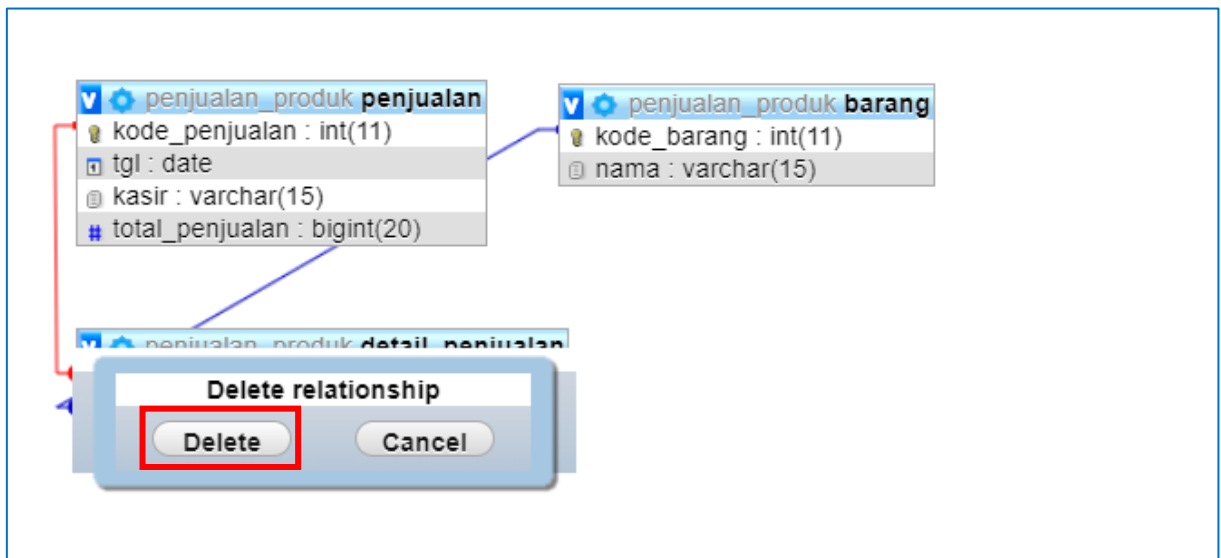 v penjualan_produk penjualan
kode_penjualan : int(11)
tgl : date
kasir : varchar(15)
# total_penjualan : bigint(20)
v penjualan_produk barang
kode_barang : int(11)
nama : varchar(15)
v penjualan_produk detail_penjualan
Delete relationship
Delete Cancel